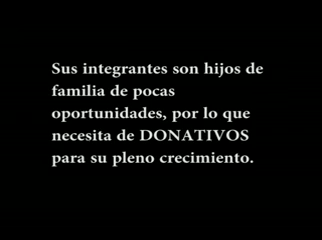 Sus integrantes son hijos de
familia de pocas
oportunidades, por lo que
necesita de DONATIVOS
para su pleno crecimiento.